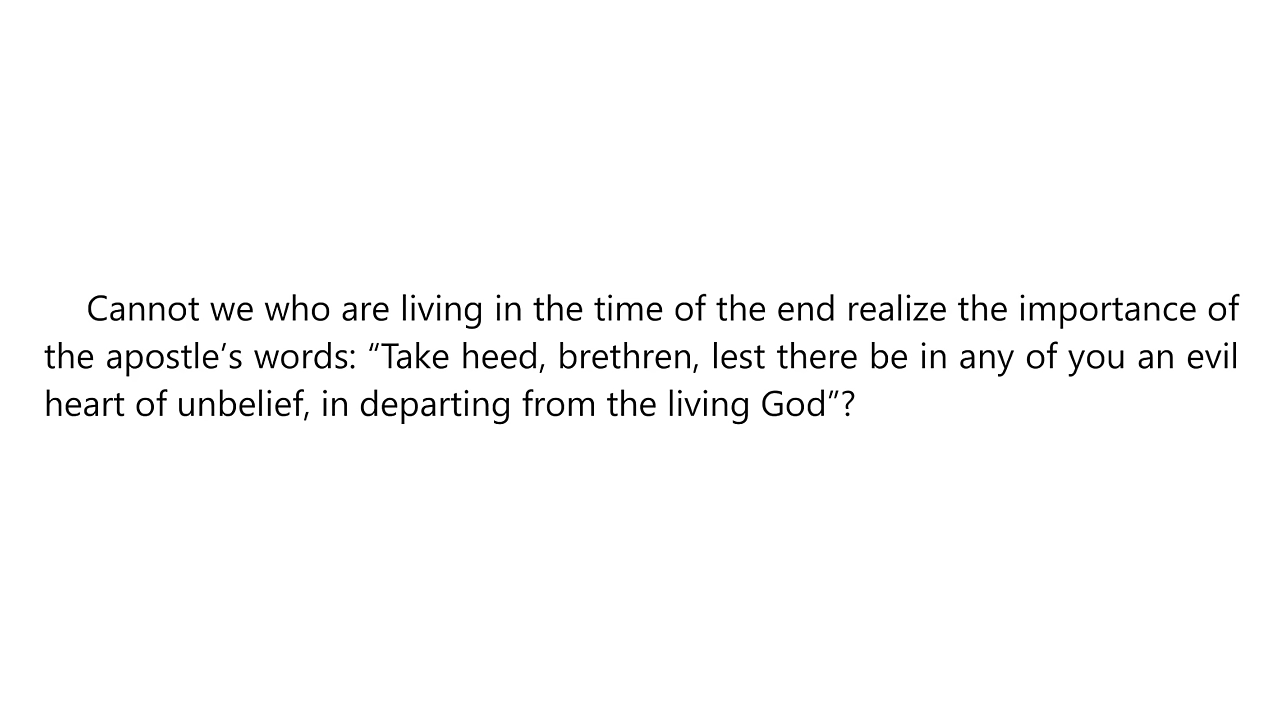 Cannot we who are living in the time of the end realize the importance of
the apostle’s words: “Take heed, brethren, lest there be in any of you an evil
heart of unbelief, in departing from the living God”?